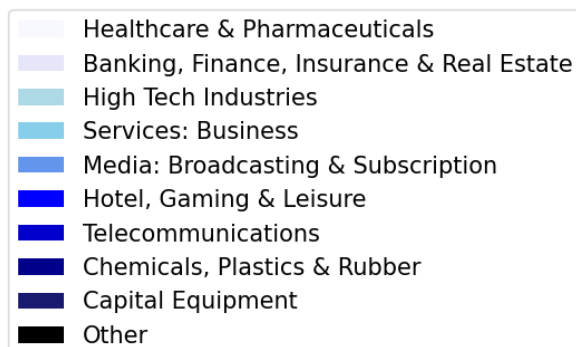 Healthcare & Pharmaceuticals
Banking, Finance, Insurance & Real Estate
High Tech Industries
Services: Business
Media: Broadcasting & Subscription
Hotel, Gaming & Leisure
Telecommunications
Chemicals, Plastics & Rubber
Capital Equipment
Other